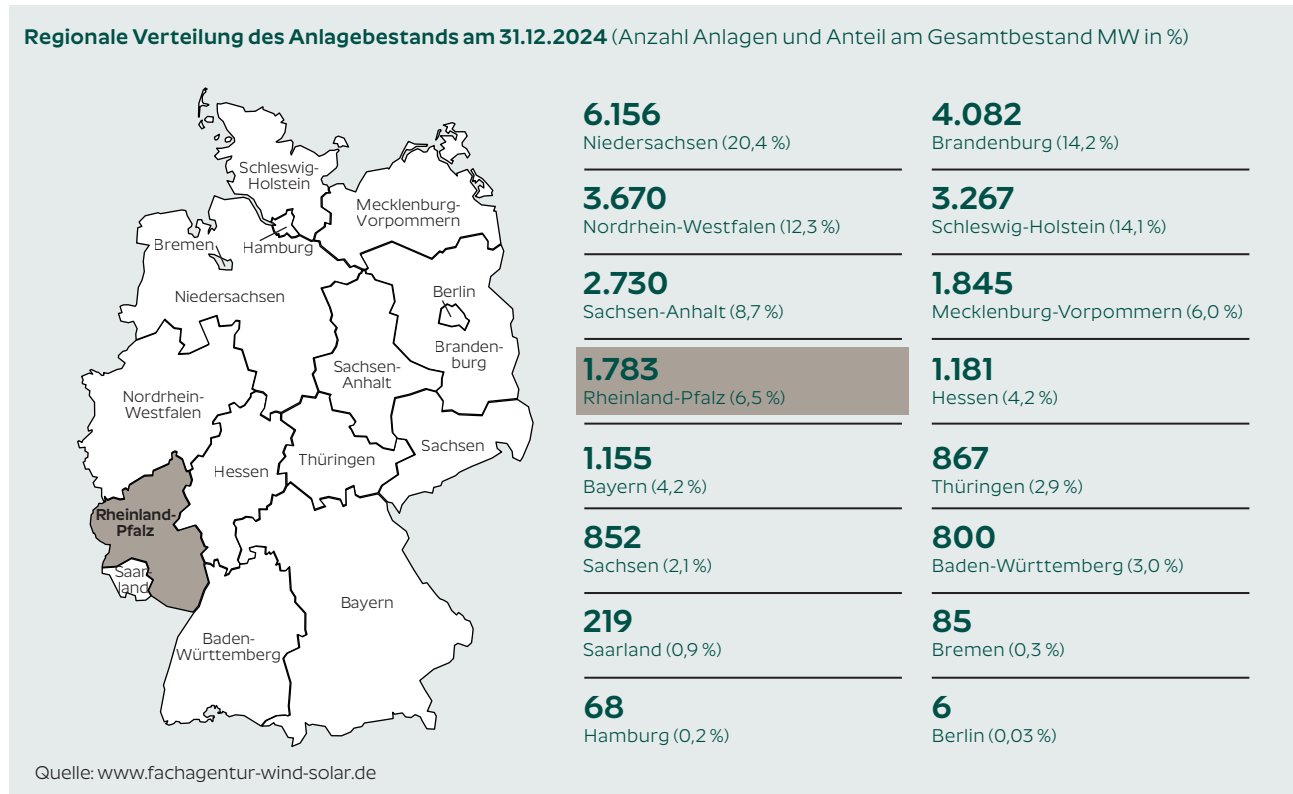 Regionale Verteilung des Anlagebestands am 31.12.2024 (Anzahl Anlagen und Anteil am Gesamtbestand MW in %)
Schleswig-
Holstein
Mecklenburg-
Vorpommern
Bremen
Hamburg
Niedersachsen
Berlin
Branden-
burg
Sachsen-
Anhalt
Nordrhein-
Westfalen
Sachsen
Thüringen
Hessen
Rheinland-
Pfalz
Saar-
land
Bayern
Baden-
Württemberg
6.156
Niedersachsen (20,4 %)
4.082
Brandenburg (14,2 %)
3.670
Nordrhein-Westfalen (12,3 %)
3.267
Schleswig-Holstein (14,1 %)
2.730
Sachsen-Anhalt (8,7 %)
1.845
Mecklenburg-Vorpommern (6,0 %)
1.783
Rheinland-Pfalz (6,5 %)
1.181
Hessen (4,2 %)
1.155
Bayern (4,2 %)
867
Thüringen (2,9 %)
852
Sachsen (2,1 %)
800
Baden-Württemberg (3,0 %)
219
Saarland (0,9 %)
85
Bremen (0,3 %)
68
Hamburg (0,2 %)
6
Berlin (0,03 %)
Quelle: www.fachagentur-wind-solar.de